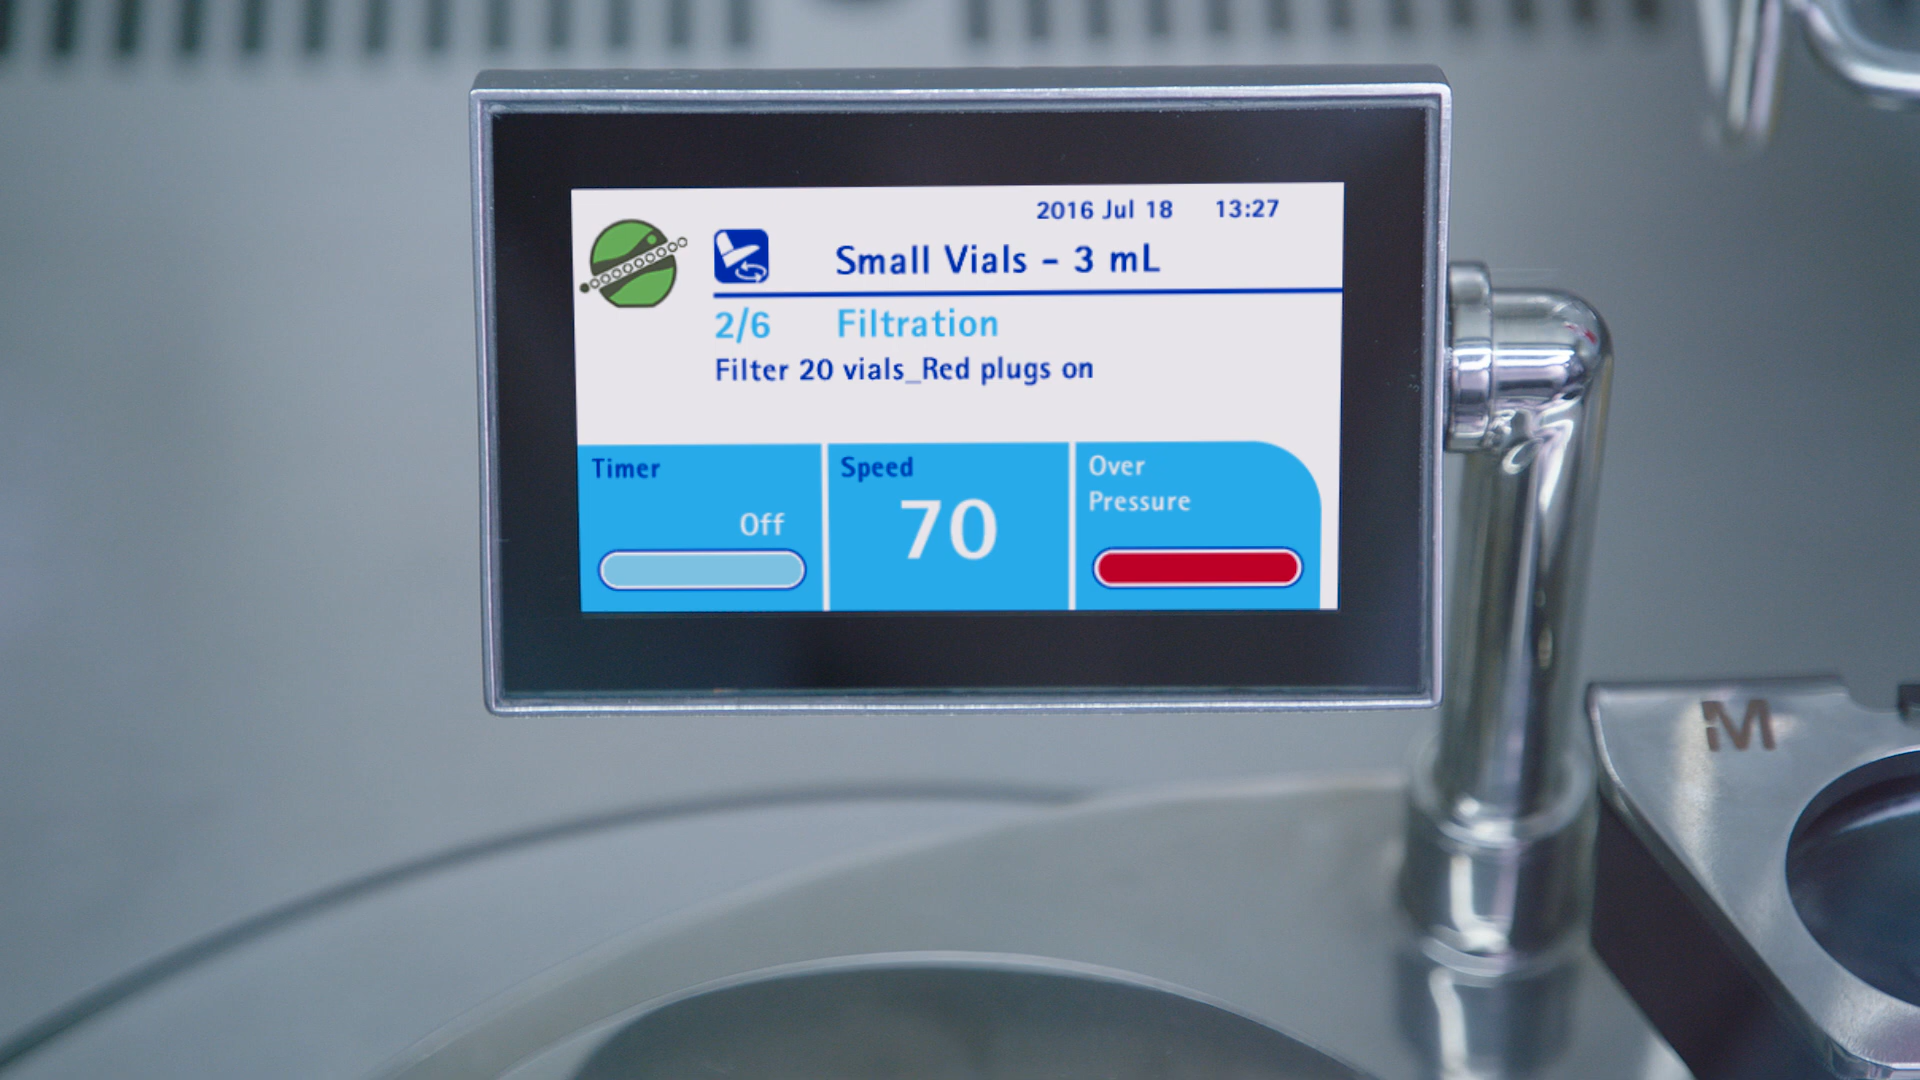 2016 Jul 18 13:27
Small Vials - 3 mL
2/6 Filtration
Filter 20 vials_Red plugs on
Timer
Off
Speed
70
Over
Pressure
M